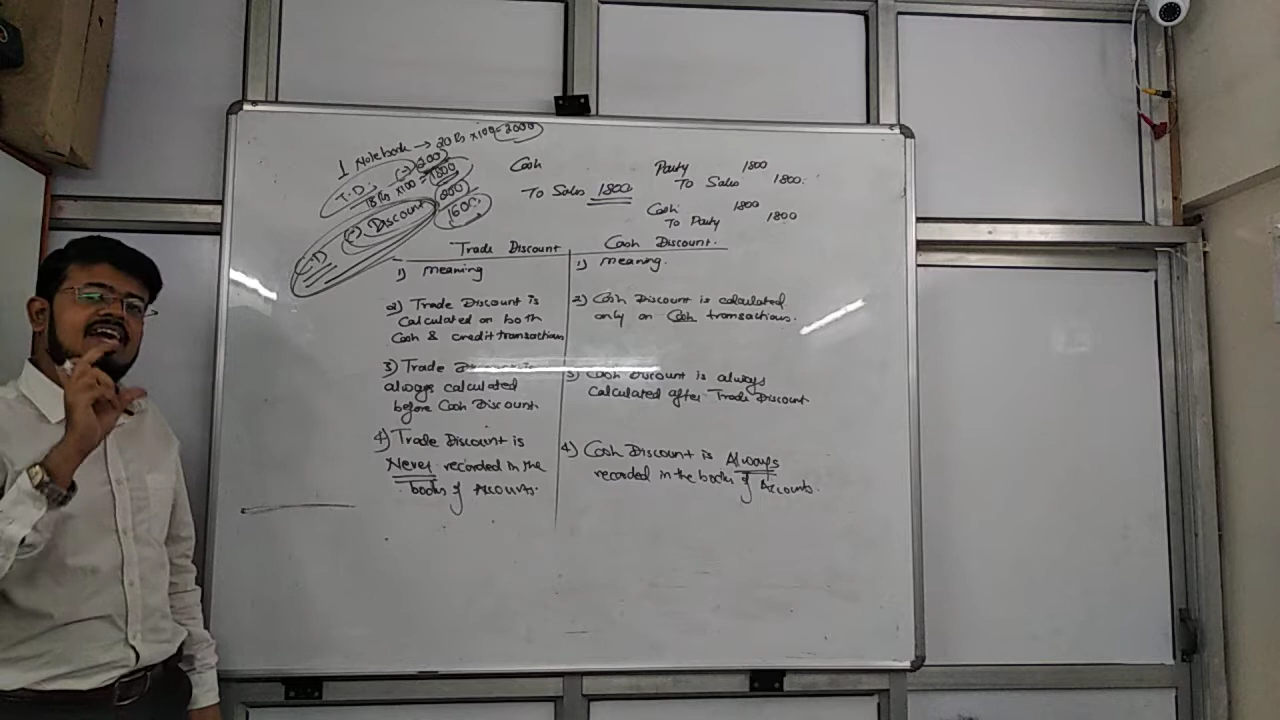 1 Notebook → 20 Rs x100 = 2000
T.D. (-) 200
18 Rs x100 = 1800
C.D (-) Discount 200
1600
Cash
To Sales 1800
Party 1800
To Sales 1800.
Cash 1800
To Party 1800
Trade Discount
1) Meaning
2) Trade Discount is
Calculated on both
Cash & credit transactions
3) Trade
always calculated
before Cash Discount
4) Trade Discount is
Never recorded in the
books of Accounts.
Cash Discount.
1) Meaning.
2) Cash Discount is calculated
only on Cash transactions.
3) Cash Discount is always
Calculated after Trade Discount
4) Cash Discount is Always
recorded in the books of Accounts.